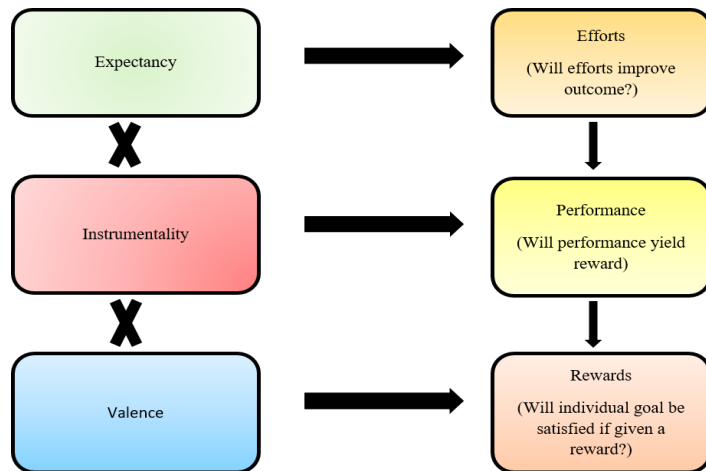 Expectancy
Efforts
(Will efforts improve
outcome?)
Instrumentality
Performance
(Will performance yield
reward)
Valence
Rewards
(Will individual goal be
satisfied if given a
reward?)